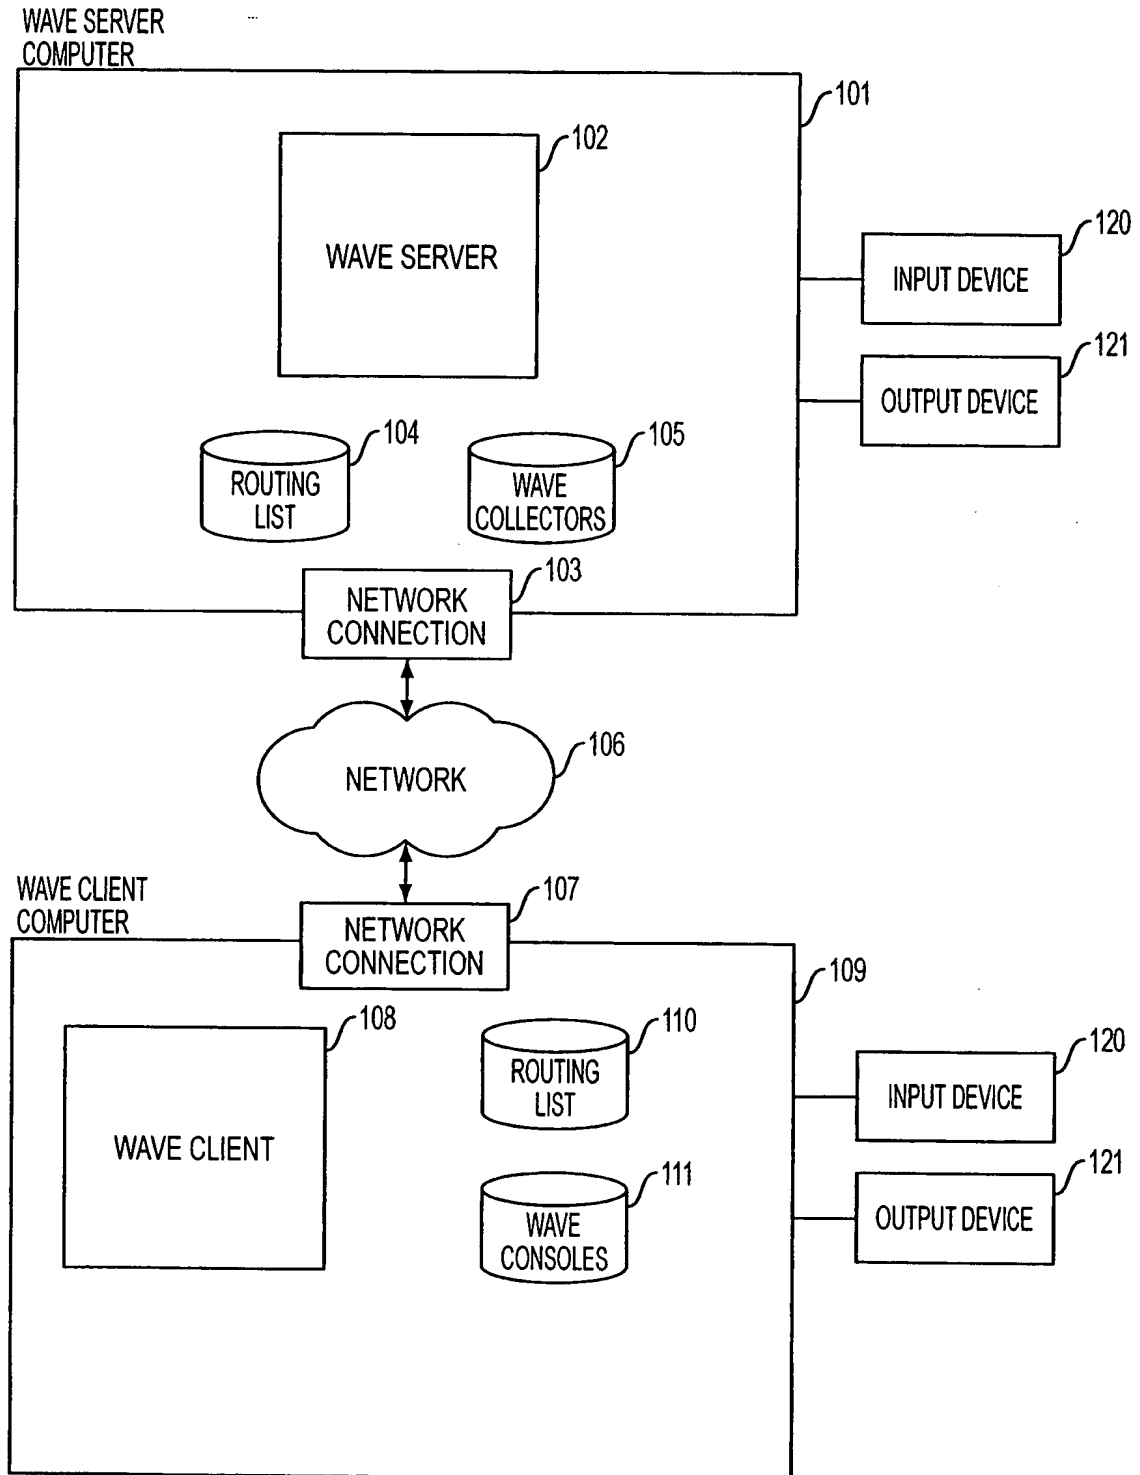 WAVE SERVER
COMPUTER
101
102
WAVE SERVER
120
INPUT DEVICE
121
OUTPUT DEVICE
104
ROUTING
LIST
105
WAVE
COLLECTORS
103
NETWORK
CONNECTION
106
NETWORK
WAVE CLIENT
COMPUTER
107
NETWORK
CONNECTION
109
108
WAVE CLIENT
110
ROUTING
LIST
120
INPUT DEVICE
111
WAVE
CONSOLES
121
OUTPUT DEVICE